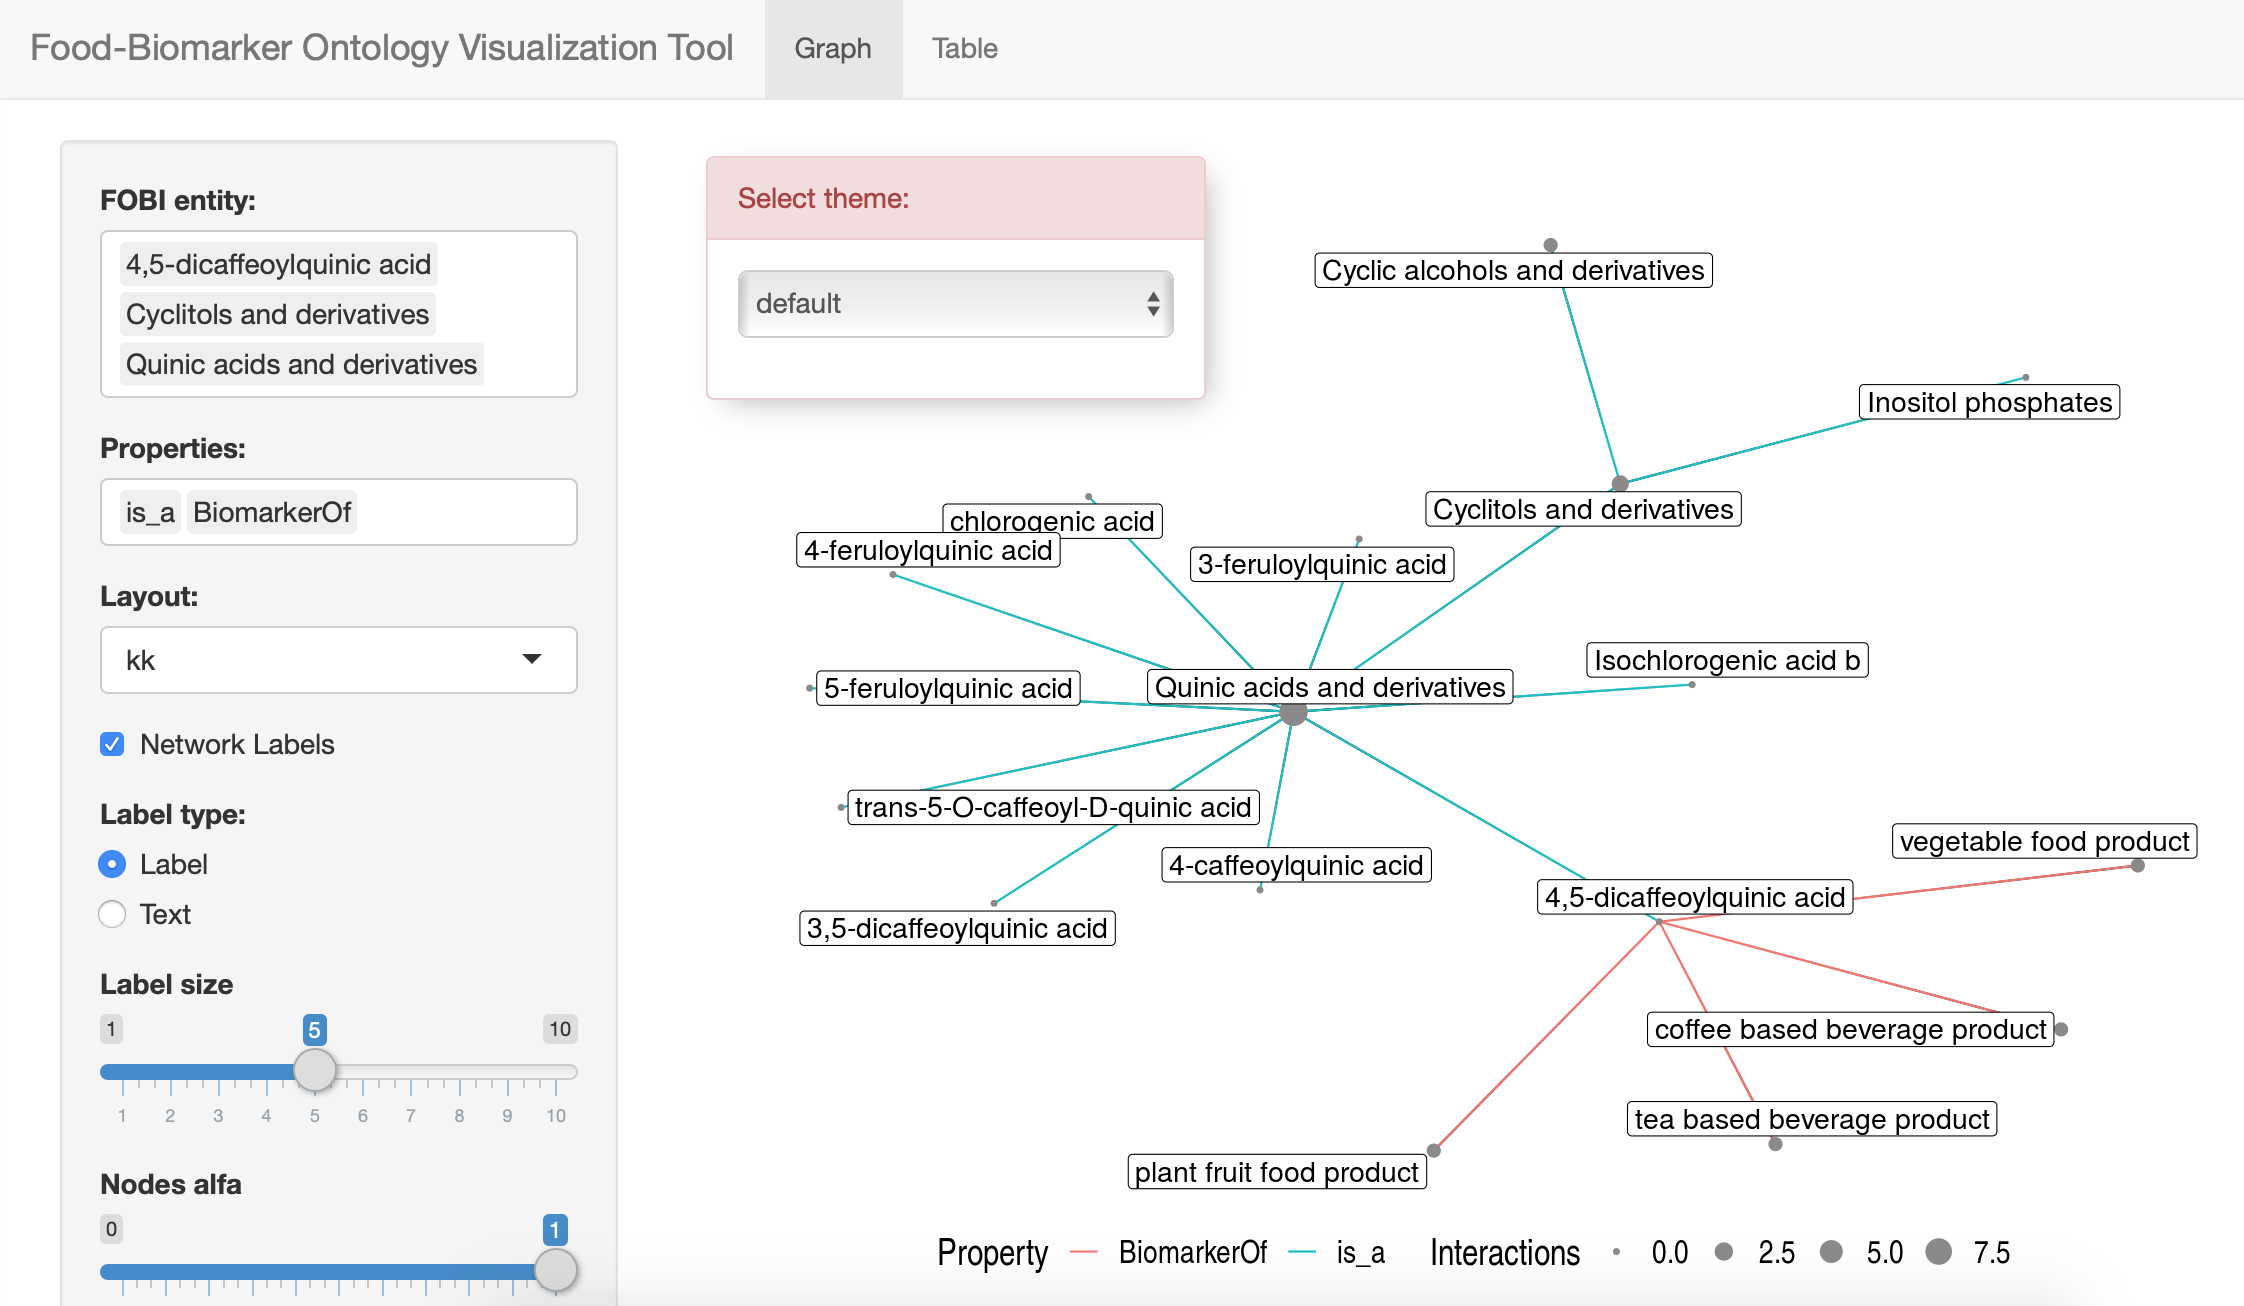 Food-Biomarker Ontology Visualization Tool
Graph
Table
FOBI entity:
4,5-dicaffeoylquinic acid
Cyclitols and derivatives
Quinic acids and derivatives
Properties:
is_a BiomarkerOf
Layout:
kk
Network Labels
Label type:
Label
Text
Label size
1 5 10
1 2 3 4 5 6 7 8 9 10
Nodes alfa
0 1
Select theme:
default
Cyclic alcohols and derivatives
Inositol phosphates
Cyclitols and derivatives
chlorogenic acid
4-feruloylquinic acid
3-feruloylquinic acid
Isochlorogenic acid b
5-feruloylquinic acid
Quinic acids and derivatives
trans-5-O-caffeoyl-D-quinic acid
4-caffeoylquinic acid
3,5-dicaffeoylquinic acid
vegetable food product
4,5-dicaffeoylquinic acid
coffee based beverage product
tea based beverage product
plant fruit food product
Property BiomarkerOf is_a Interactions 0.0 2.5 5.0 7.5